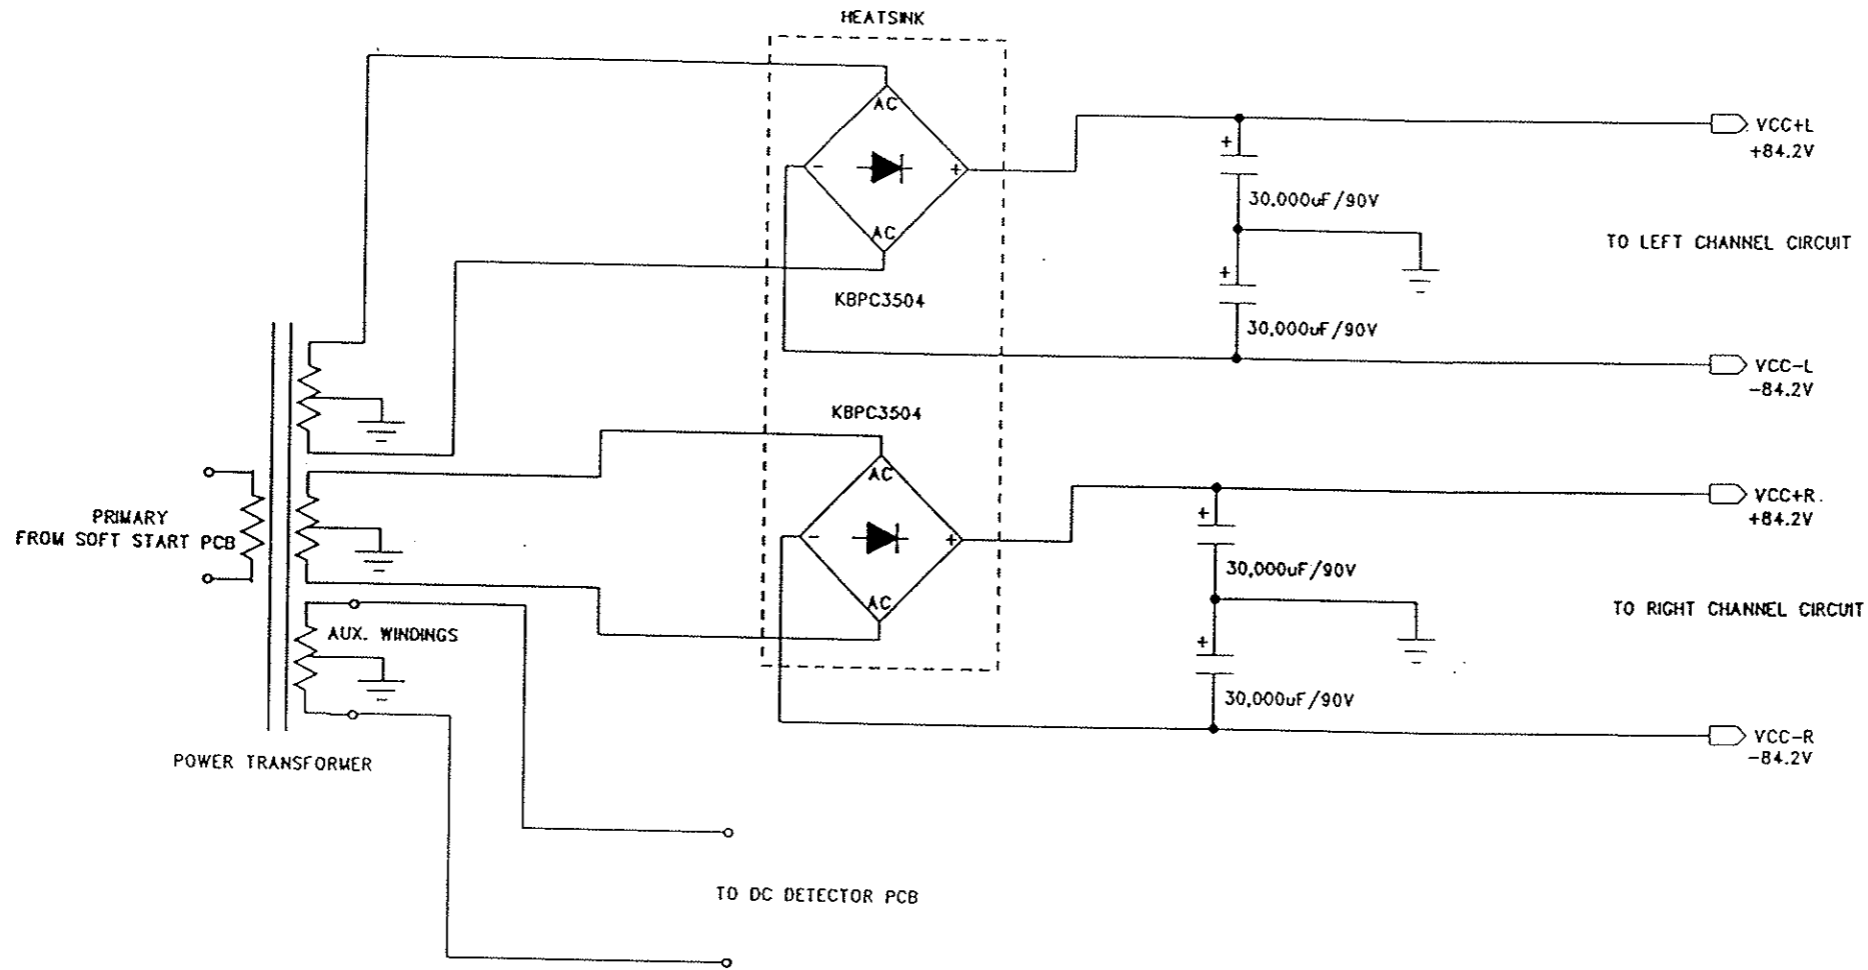 HEATSINK
AC
- +
AC
KBPC3504
+
30,000uF/90V
+
30,000uF/90V
VCC+L
+84.2V
TO LEFT CHANNEL CIRCUIT
VCC-L
-84.2V
KBPC3504
AC
- +
AC
+
30,000uF/90V
+
30,000uF/90V
VCC+R
+84.2V
TO RIGHT CHANNEL CIRCUIT
VCC-R
-84.2V
PRIMARY
FROM SOFT START PCB
AUX. WINDINGS
POWER TRANSFORMER
TO DC DETECTOR PCB